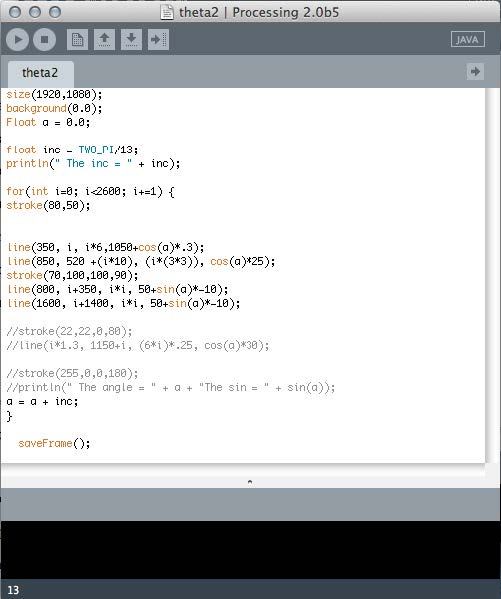 theta2 | Processing 2.0b5
JAVA
theta2
size(1920,1080);
background(0.0);
Float a = 0.0;
float inc = TWO_PI/13;
println(" The inc = " + inc);
for(int i=0; i<2600; i+=1) {
stroke(80,50);
line(350, i, i*6,1050+cos(a)*.3);
line(850, 520 +(i*10), (i*(3*3)), cos(a)*25);
stroke(70,100,100,90);
line(800, i+350, i*i, 50+sin(a)*-10);
line(1600, i+1400, i*i, 50+sin(a)*-10);
//stroke(22,22,0,80);
//line(i*1.3, 1150+i, (6*i)*.25, cos(a)*30);
//stroke(255,0,0,180);
//println(" The angle = " + a + "The sin = " + sin(a));
a = a + inc;
}
saveFrame();
13